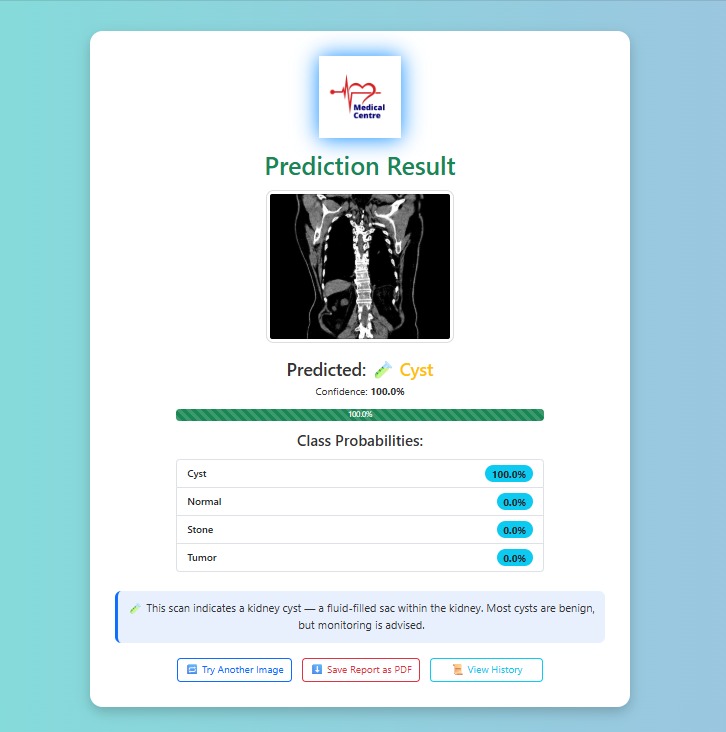 Medical
Centre
Prediction Result
Predicted: Cyst
Confidence: 100.0%
100.0%
Class Probabilities:
Cyst 100.0%
Normal 0.0%
Stone 0.0%
Tumor 0.0%
This scan indicates a kidney cyst — a fluid-filled sac within the kidney. Most cysts are benign,
but monitoring is advised.
Try Another Image Save Report as PDF View History